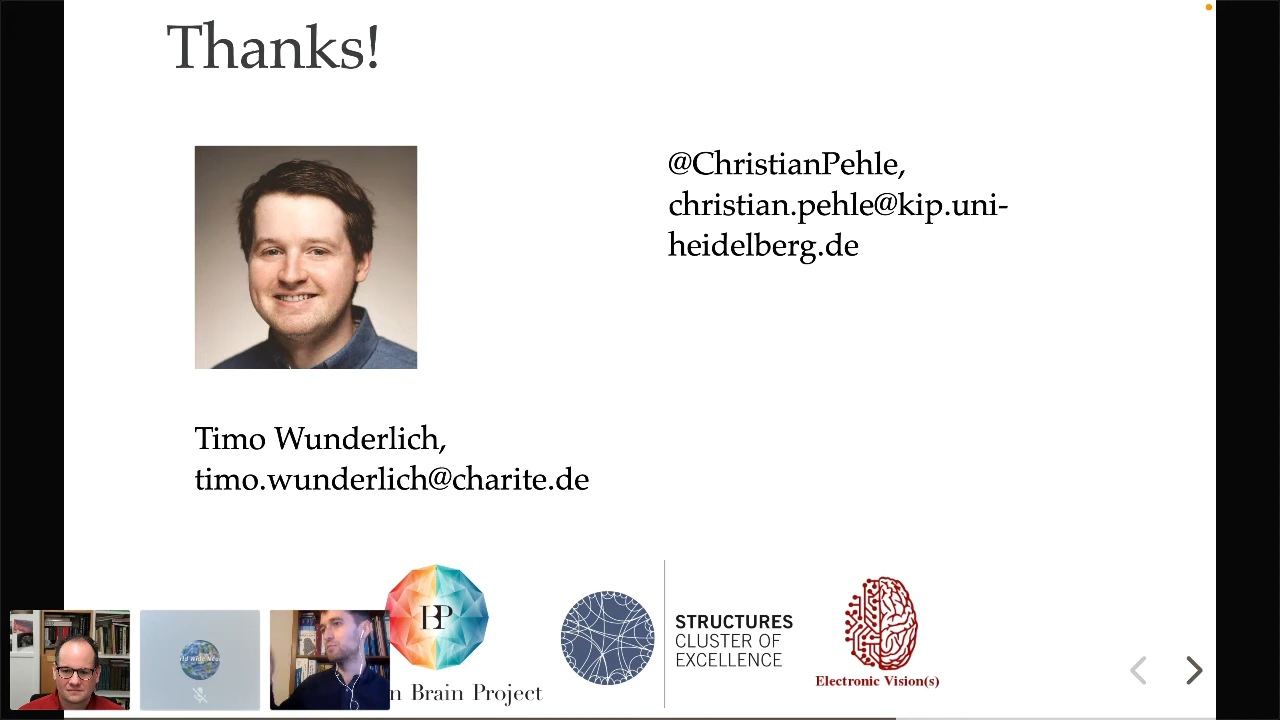 Thanks!
@ChristianPehle,
christian.pehle@kip.uni-
heidelberg.de
Timo Wunderlich,
timo.wunderlich@charite.de
n Brain Project
STRUCTURES
CLUSTER OF
EXCELLENCE
Electronic Vision(s)